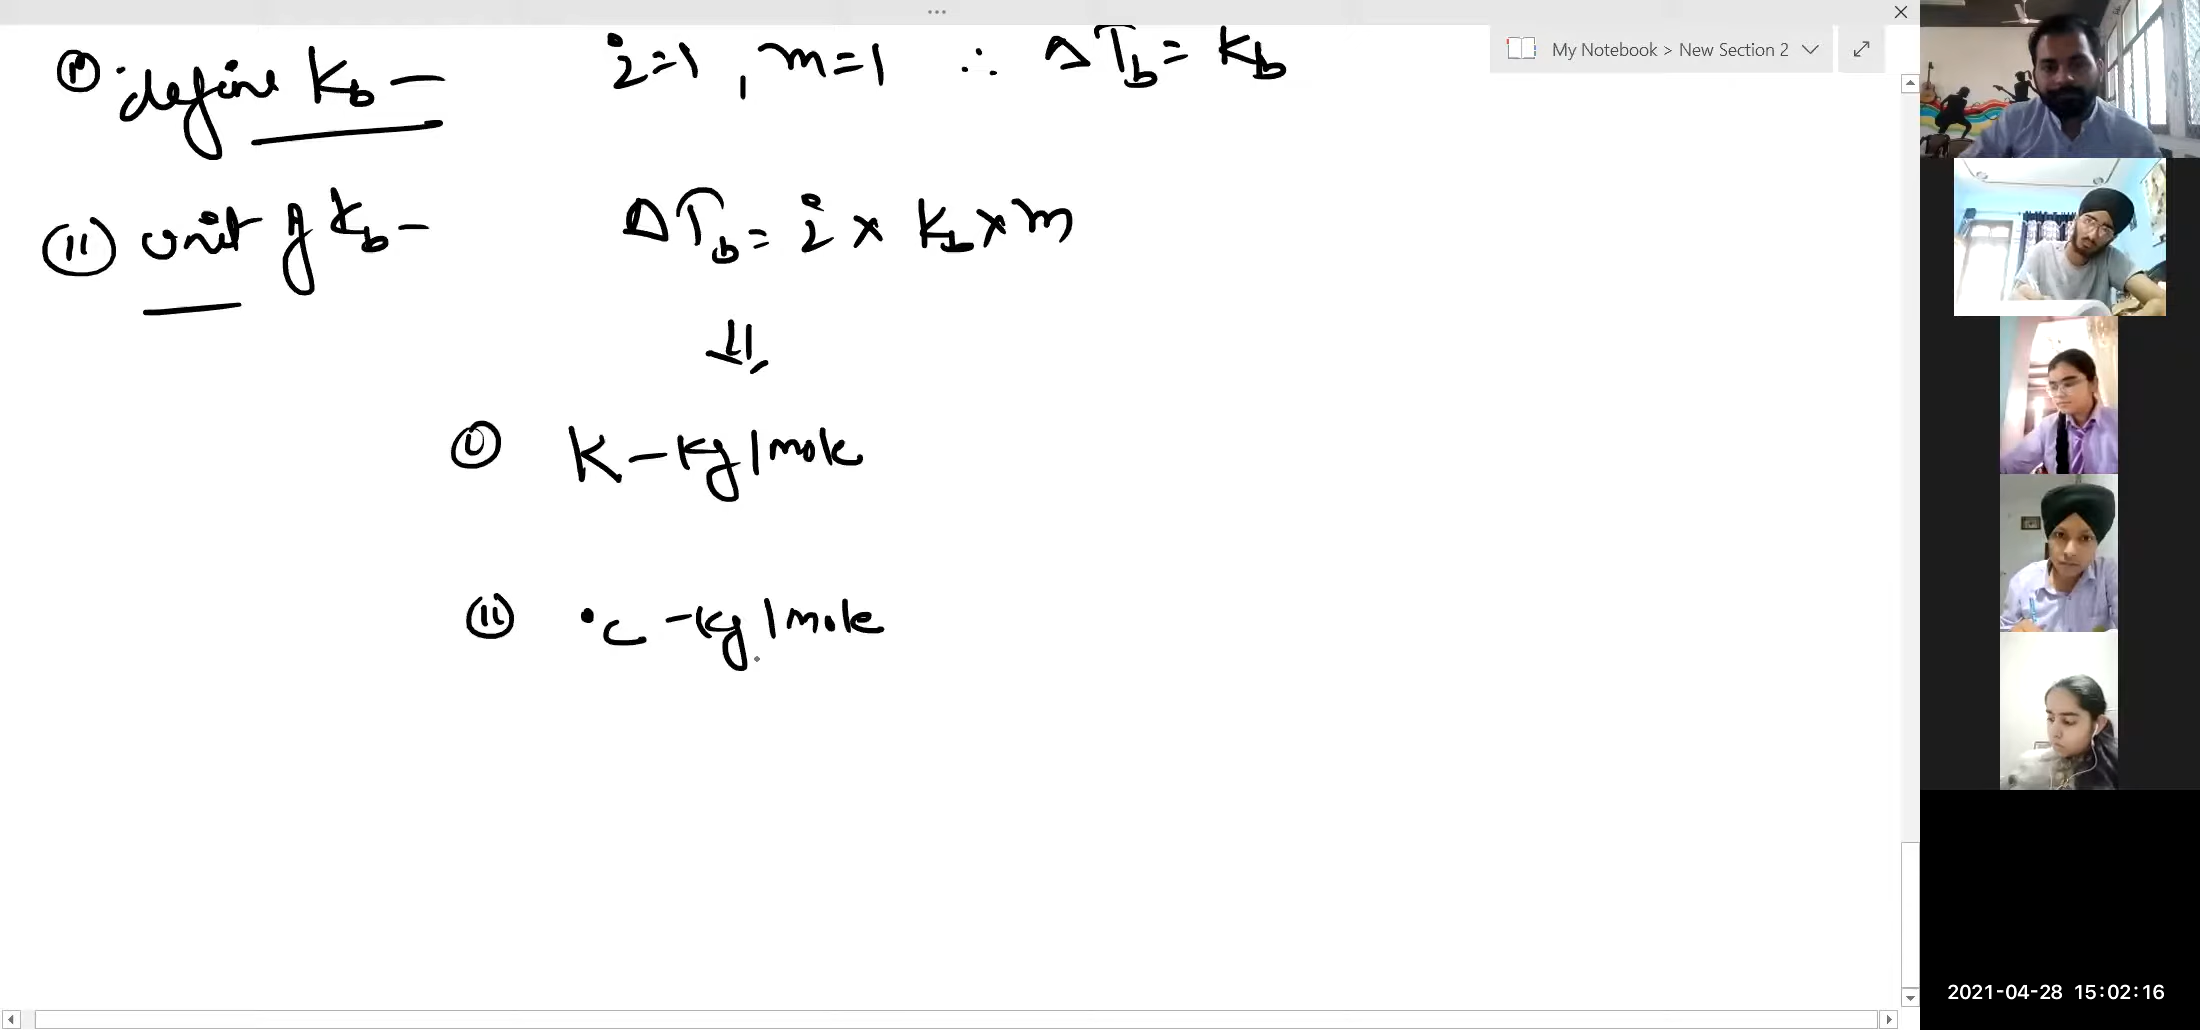 My Notebook > New Section 2
(i) define Kb — i=1, m=1 ∴ ΔTb = Kb
(ii) unit of Kb — ΔTb = i × Kb × m
⇓
(i) K – Kg/mole
(ii) °C – Kg/mole
2021-04-28 15:02:16